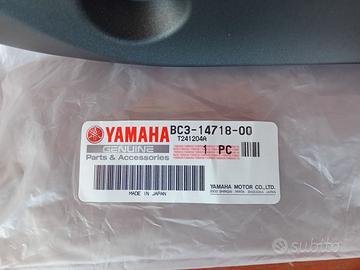 YAMAHA BC3-14718-00
GENUINE T241204A
Parts & Accessories 1 PC
MADE IN JAPAN YAMAHA MOTOR CO.,LTD.
subito